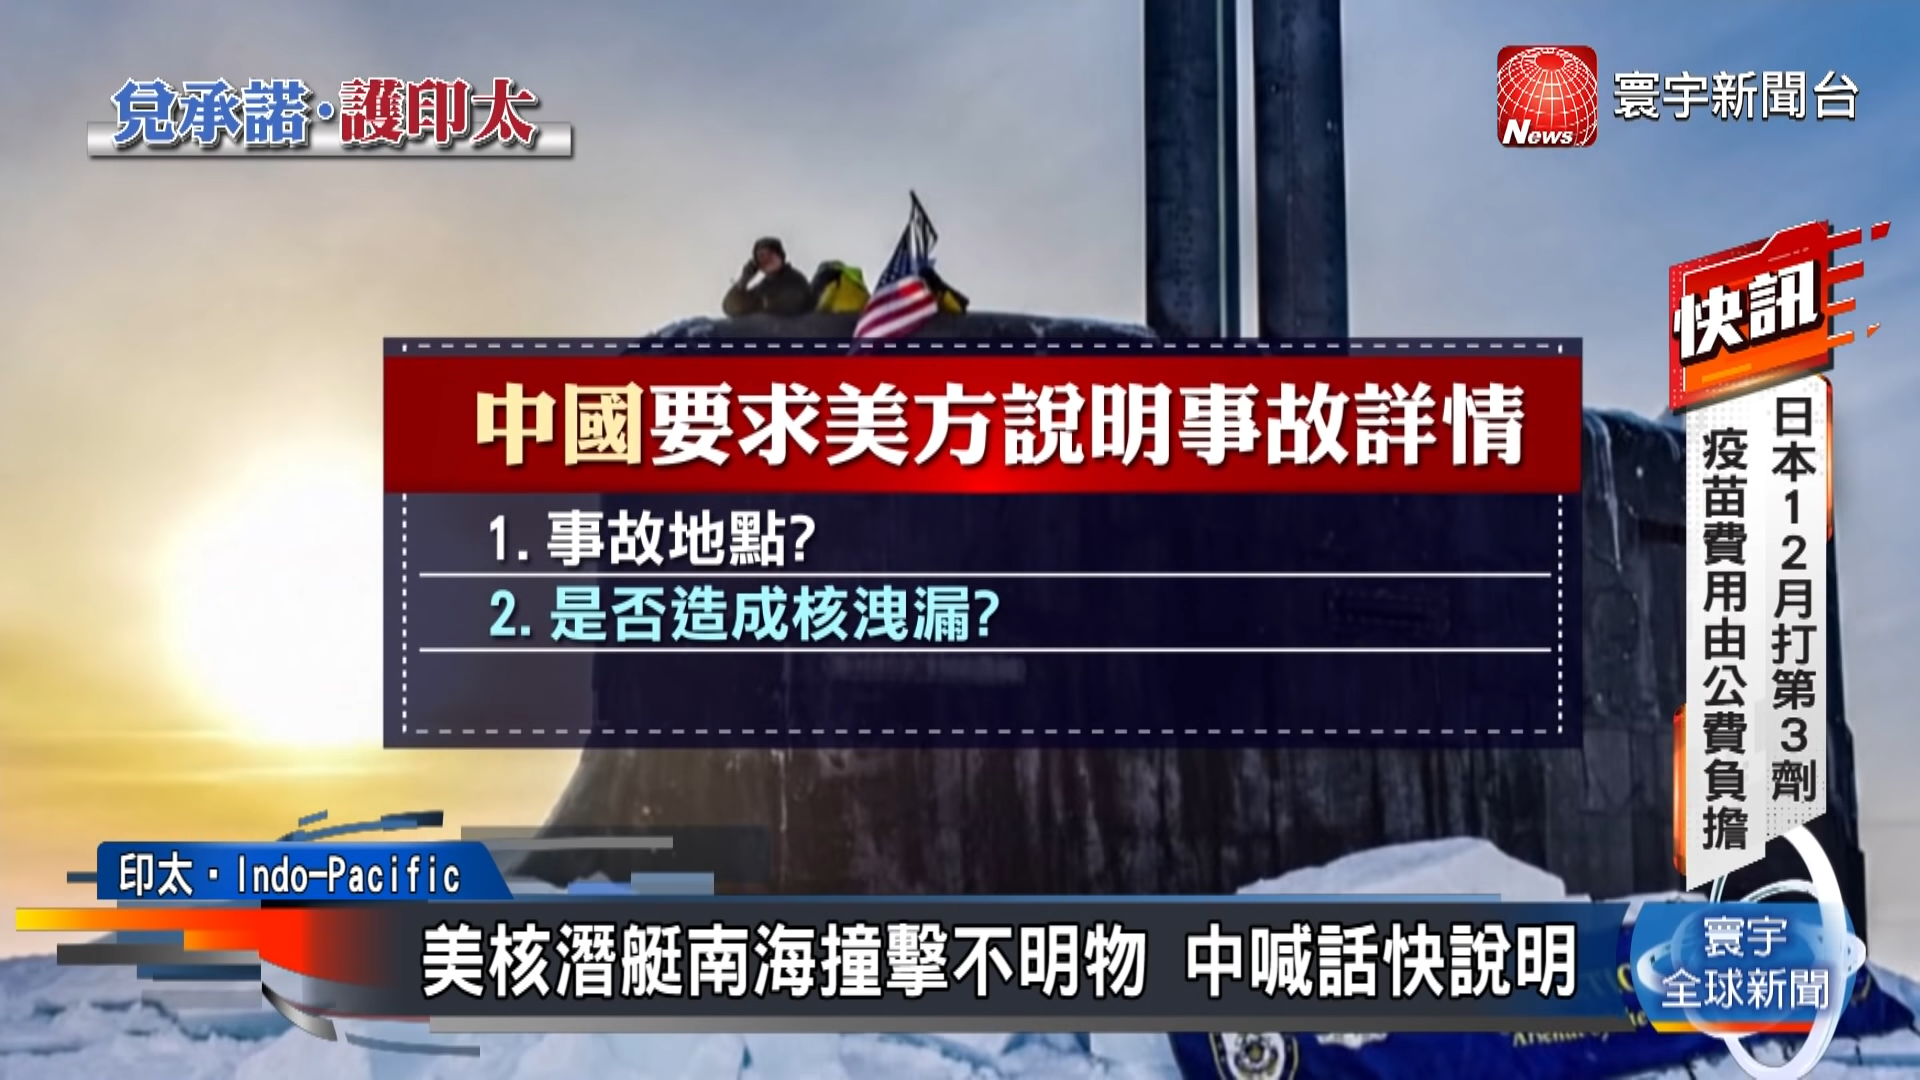 兌承諾·護印太
News 寰宇新聞台
快訊
日本12月打第3劑
疫苗費用由公費負擔
中國要求美方說明事故詳情
1. 事故地點?
2. 是否造成核洩漏?
印太·Indo-Pacific
美核潛艇南海撞擊不明物 中喊話快說明
寰宇
全球新聞